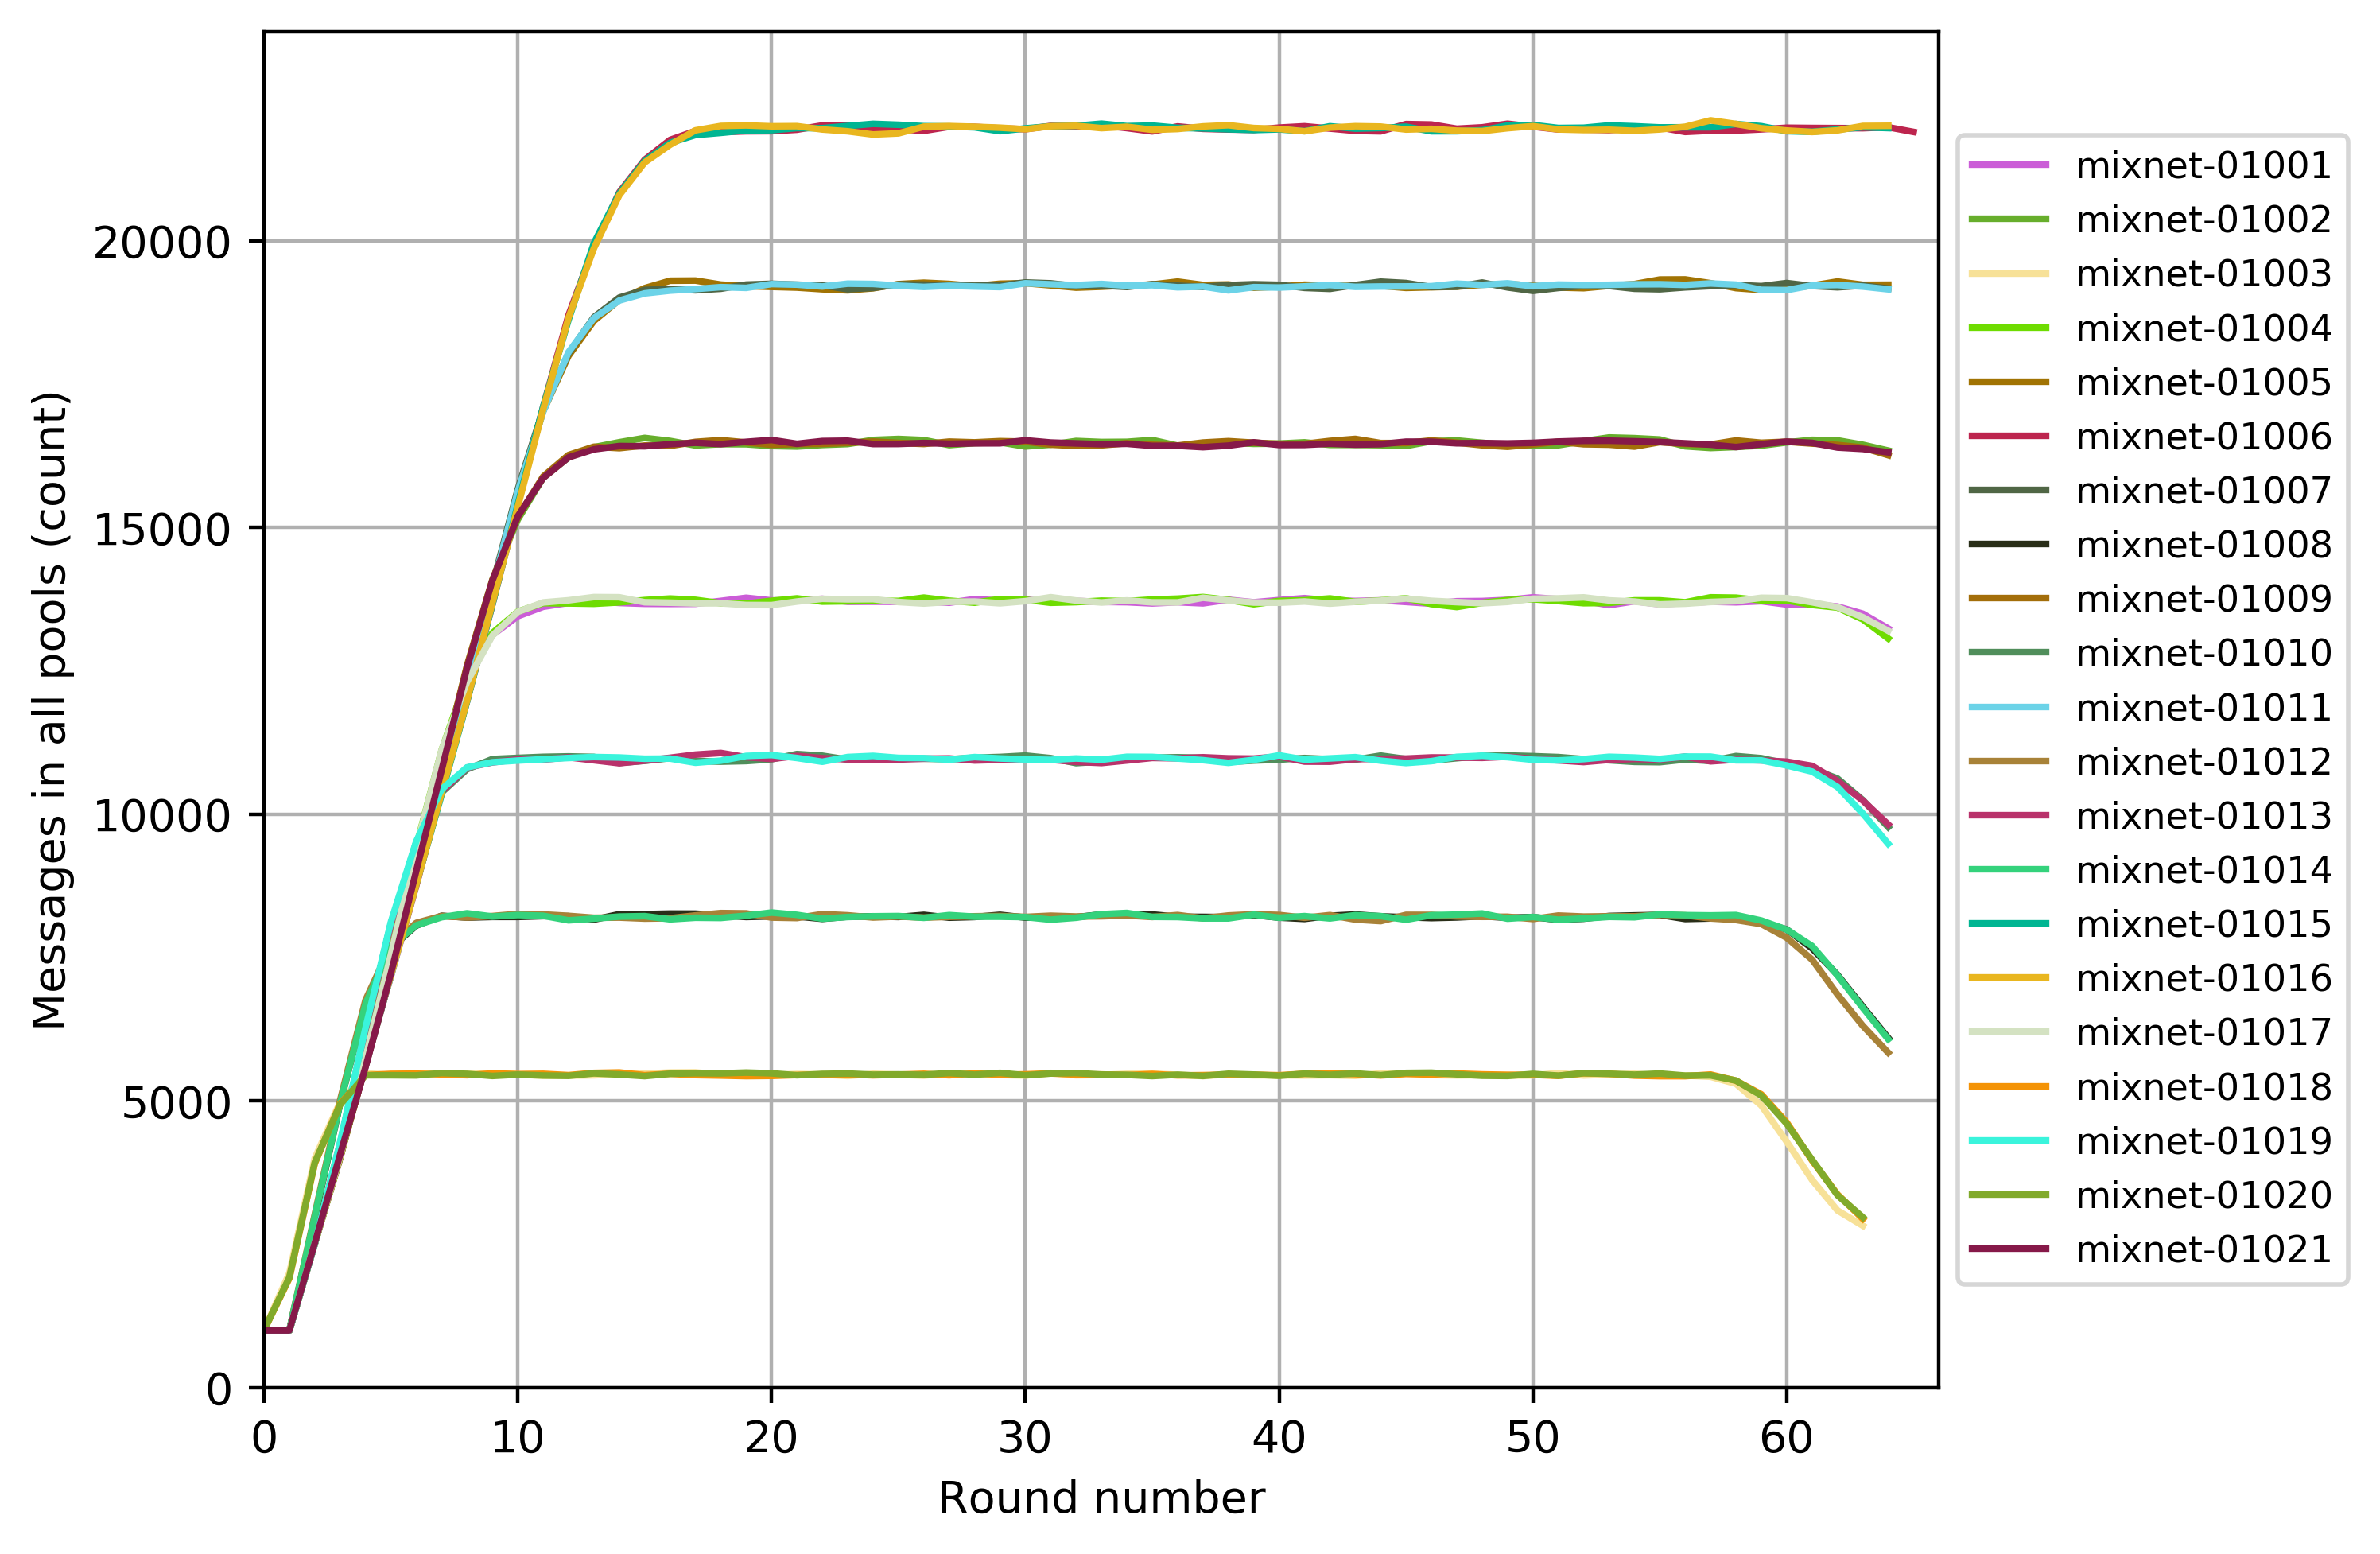 Messages in all pools (count)
20000
15000
10000
5000
0
0 10 20 30 40 50 60
Round number
mixnet-01001
mixnet-01002
mixnet-01003
mixnet-01004
mixnet-01005
mixnet-01006
mixnet-01007
mixnet-01008
mixnet-01009
mixnet-01010
mixnet-01011
mixnet-01012
mixnet-01013
mixnet-01014
mixnet-01015
mixnet-01016
mixnet-01017
mixnet-01018
mixnet-01019
mixnet-01020
mixnet-01021